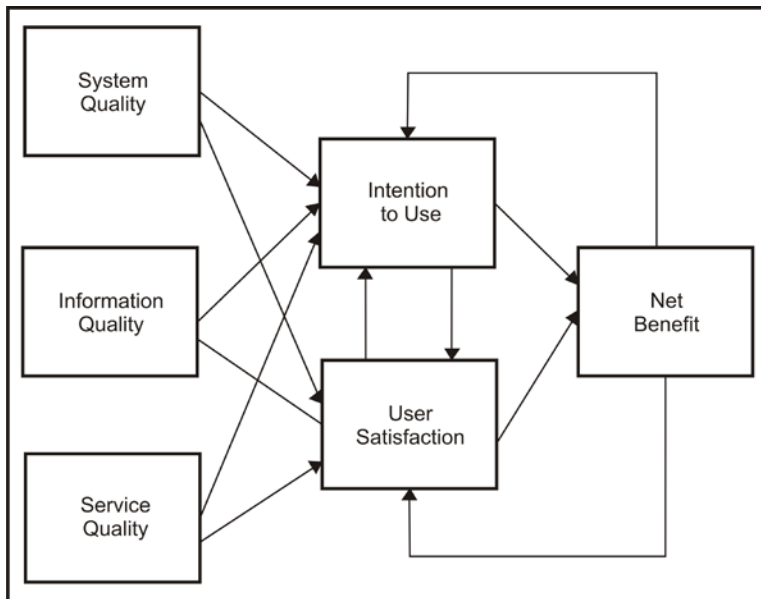 System
Quality
Information
Quality
Service
Quality
Intention
to Use
User
Satisfaction
Net
Benefit